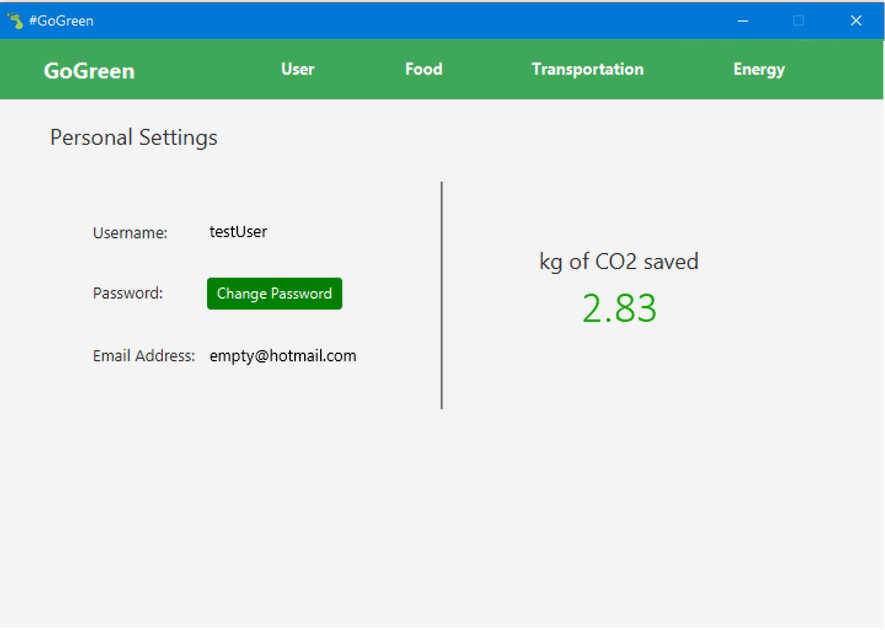 #GoGreen
GoGreen User Food Transportation Energy
Personal Settings
Username: testUser
Password: Change Password
Email Address: empty@hotmail.com
kg of CO2 saved
2.83